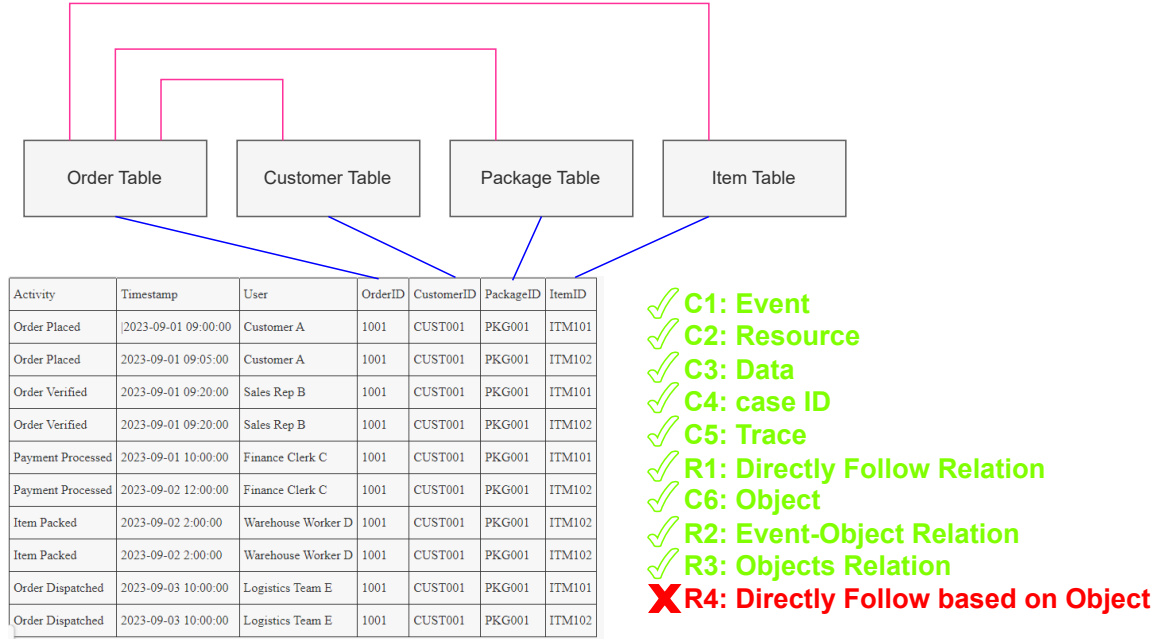 Order Table Customer Table Package Table Item Table
Activity Timestamp User OrderID CustomerID PackageID ItemID
Order Placed |2023-09-01 09:00:00 Customer A 1001 CUST001 PKG001 ITM101
Order Placed 2023-09-01 09:05:00 Customer A 1001 CUST001 PKG001 ITM102
Order Verified 2023-09-01 09:20:00 Sales Rep B 1001 CUST001 PKG001 ITM101
Order Verified 2023-09-01 09:20:00 Sales Rep B 1001 CUST001 PKG001 ITM102
Payment Processed 2023-09-01 10:00:00 Finance Clerk C 1001 CUST001 PKG001 ITM101
Payment Processed 2023-09-02 12:00:00 Finance Clerk C 1001 CUST001 PKG001 ITM102
Item Packed 2023-09-02 2:00:00 Warehouse Worker D 1001 CUST001 PKG001 ITM102
Item Packed 2023-09-02 2:00:00 Warehouse Worker D 1001 CUST001 PKG001 ITM102
Order Dispatched 2023-09-03 10:00:00 Logistics Team E 1001 CUST001 PKG001 ITM101
Order Dispatched 2023-09-03 10:00:00 Logistics Team E 1001 CUST001 PKG001 ITM102
C1: Event
C2: Resource
C3: Data
C4: case ID
C5: Trace
R1: Directly Follow Relation
C6: Object
R2: Event-Object Relation
R3: Objects Relation
R4: Directly Follow based on Object